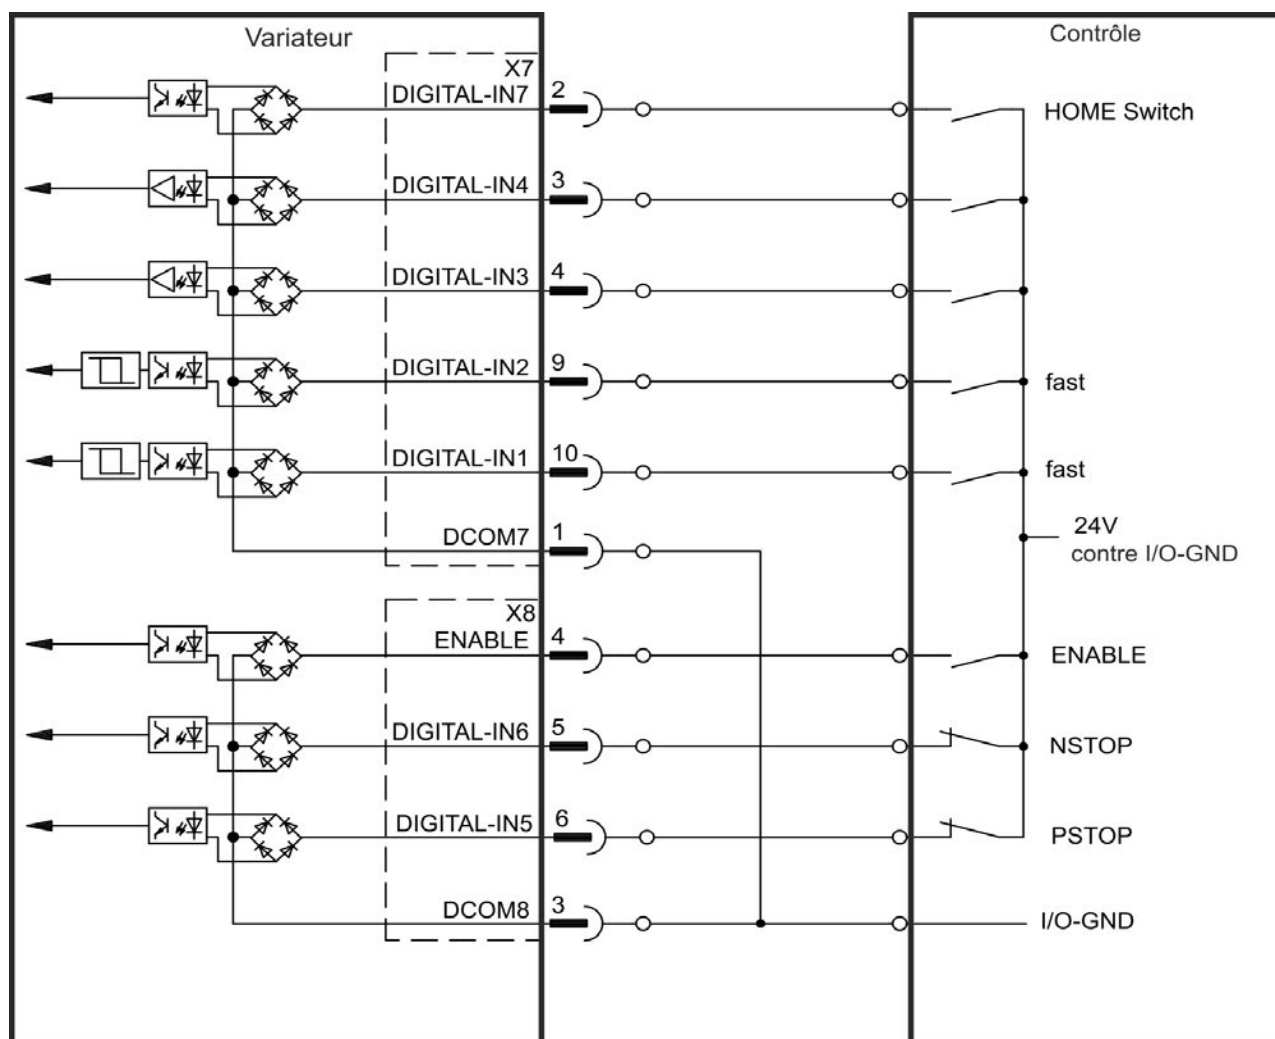 Variateur
Contrôle
X7
DIGITAL-IN7 2 HOME Switch
DIGITAL-IN4 3
DIGITAL-IN3 4
DIGITAL-IN2 9 fast
DIGITAL-IN1 10 fast
DCOM7 1
24V
contre I/O-GND
X8
ENABLE 4 ENABLE
DIGITAL-IN6 5 NSTOP
DIGITAL-IN5 6 PSTOP
DCOM8 3 I/O-GND